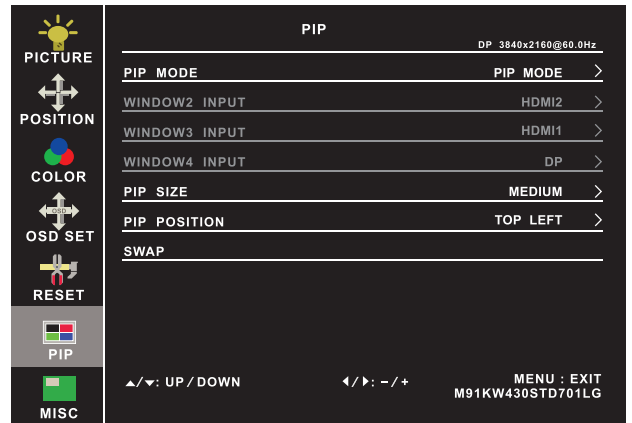 PICTURE
POSITION
COLOR
OSD
OSD SET
RESET
PIP
MISC
PIP
DP 3840x2160@60.0Hz
PIP MODE PIP MODE >
WINDOW2 INPUT HDMI2 >
WINDOW3 INPUT HDMI1 >
WINDOW4 INPUT DP >
PIP SIZE MEDIUM >
PIP POSITION TOP LEFT >
SWAP
▲/▼: UP/DOWN ◀/▶: -/+ MENU : EXIT
M91KW430STD701LG